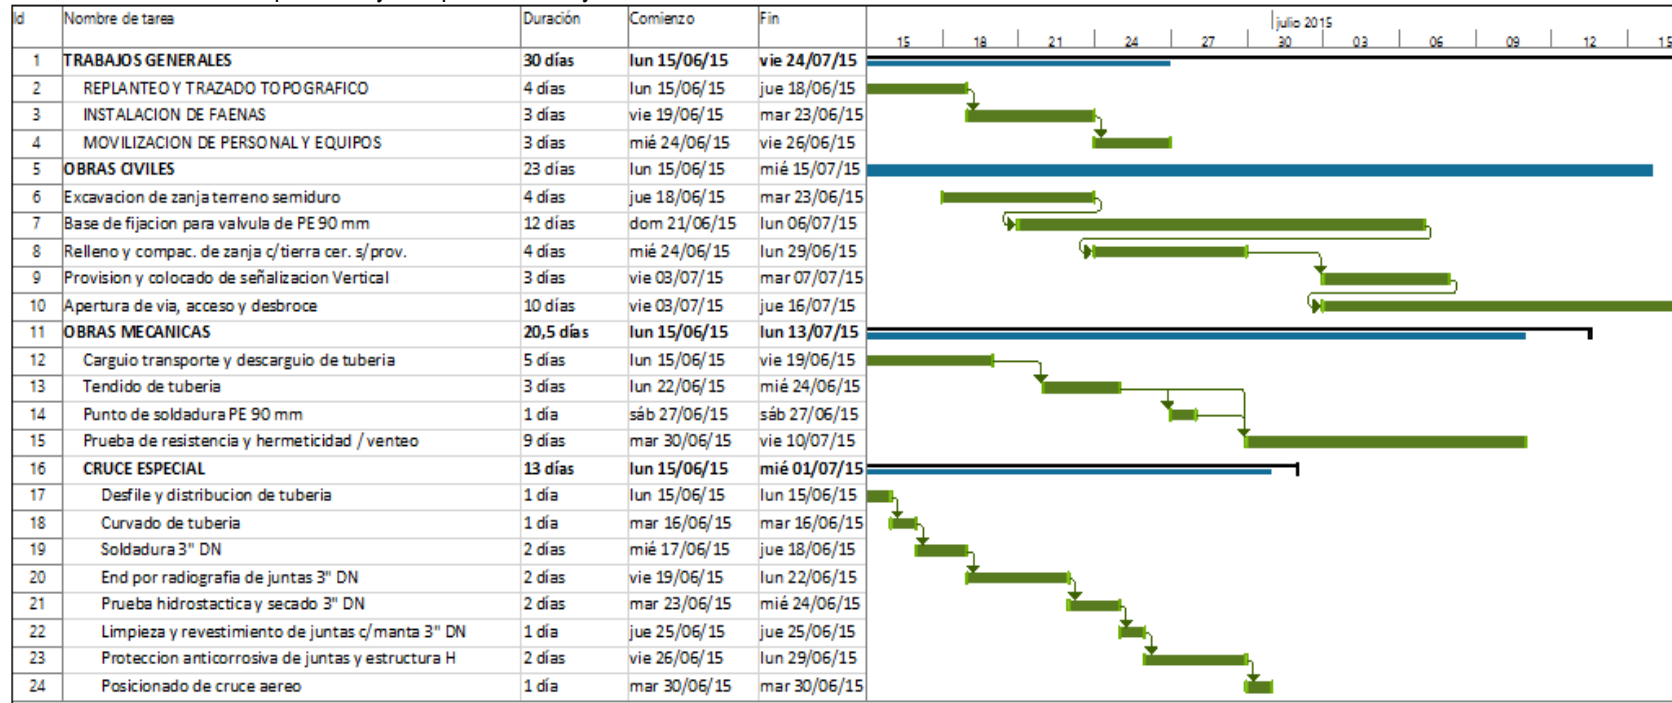 Id Nombre de tarea Duración Comienzo Fin julio 2015
15 18 21 24 27 30 03 06 09 12 15
1 TRABAJOS GENERALES 30 días lun 15/06/15 vie 24/07/15
2 REPLANTEO Y TRAZADO TOPOGRAFICO 4 días lun 15/06/15 jue 18/06/15
3 INSTALACION DE FAENAS 3 días vie 19/06/15 mar 23/06/15
4 MOVILIZACION DE PERSONAL Y EQUIPOS 3 días mié 24/06/15 vie 26/06/15
5 OBRAS CIVILES 23 días lun 15/06/15 mié 15/07/15
6 Excavacion de zanja terreno semiduro 4 días jue 18/06/15 mar 23/06/15
7 Base de fijacion para valvula de PE 90 mm 12 días dom 21/06/15 lun 06/07/15
8 Relleno y compac. de zanja c/tierra cer. s/prov. 4 días mié 24/06/15 lun 29/06/15
9 Provision y colocado de señalizacion Vertical 3 días vie 03/07/15 mar 07/07/15
10 Apertura de via, acceso y desbroce 10 días vie 03/07/15 jue 16/07/15
11 OBRAS MECANICAS 20,5 días lun 15/06/15 lun 13/07/15
12 Carguio transporte y descarguio de tuberia 5 días lun 15/06/15 vie 19/06/15
13 Tendido de tuberia 3 días lun 22/06/15 mié 24/06/15
14 Punto de soldadura PE 90 mm 1 día sáb 27/06/15 sáb 27/06/15
15 Prueba de resistencia y hermeticidad / venteo 9 días mar 30/06/15 vie 10/07/15
16 CRUCE ESPECIAL 13 días lun 15/06/15 mié 01/07/15
17 Desfile y distribucion de tuberia 1 día lun 15/06/15 lun 15/06/15
18 Curvado de tuberia 1 día mar 16/06/15 mar 16/06/15
19 Soldadura 3" DN 2 días mié 17/06/15 jue 18/06/15
20 End por radiografia de juntas 3" DN 2 días vie 19/06/15 lun 22/06/15
21 Prueba hidrostactica y secado 3" DN 2 días mar 23/06/15 mié 24/06/15
22 Limpieza y revestimiento de juntas c/manta 3" DN 1 día jue 25/06/15 jue 25/06/15
23 Proteccion anticorrosiva de juntas y estructura H 2 días vie 26/06/15 lun 29/06/15
24 Posicionado de cruce aereo 1 día mar 30/06/15 mar 30/06/15